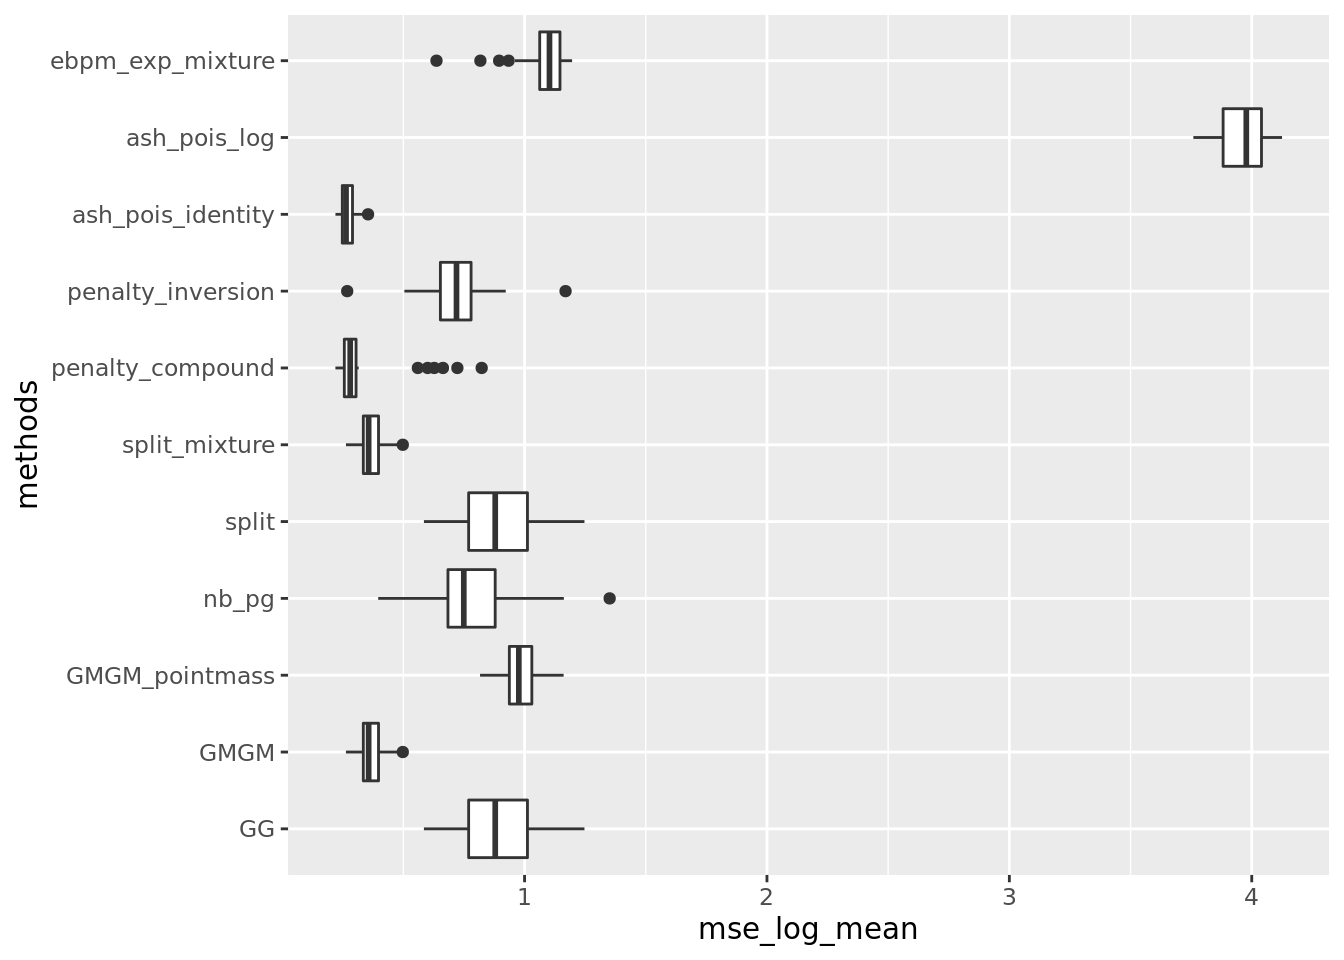 ebpm_exp_mixture
ash_pois_log
ash_pois_identity
penalty_inversion
penalty_compound
split_mixture
split
nb_pg
GMGM_pointmass
GMGM
GG
methods
1 2 3 4
mse_log_mean